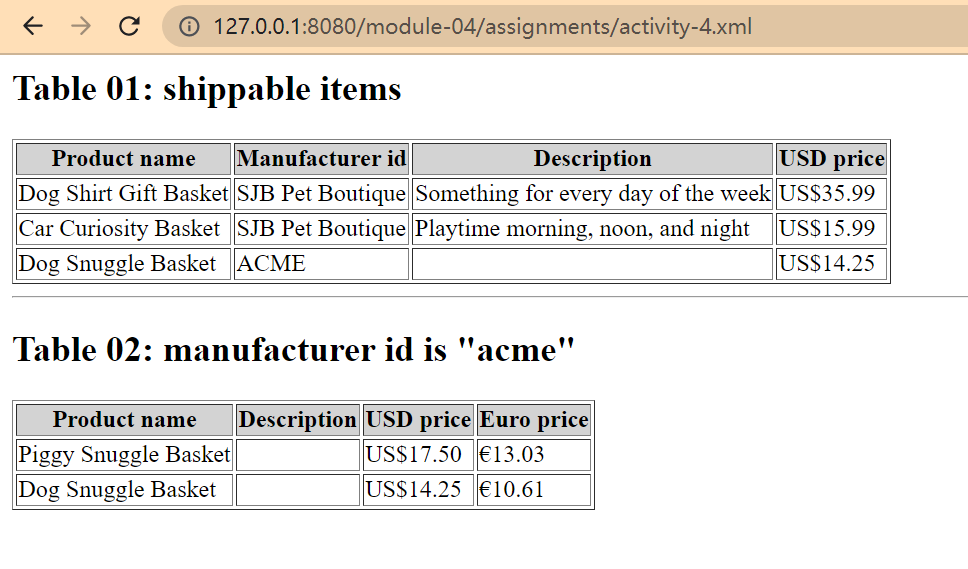 127.0.0.1:8080/module-04/assignments/activity-4.xml
Table 01: shippable items
Product name Manufacturer id Description USD price
Dog Shirt Gift Basket SJB Pet Boutique Something for every day of the week US$35.99
Car Curiosity Basket SJB Pet Boutique Playtime morning, noon, and night US$15.99
Dog Snuggle Basket ACME US$14.25
Table 02: manufacturer id is "acme"
Product name Description USD price Euro price
Piggy Snuggle Basket US$17.50 €13.03
Dog Snuggle Basket US$14.25 €10.61